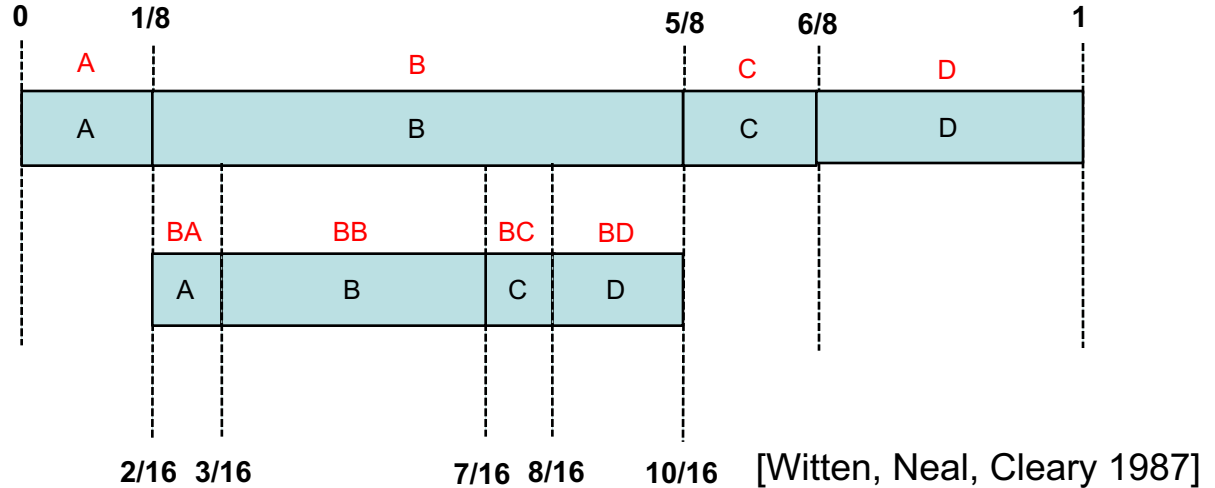 0 1/8 5/8 6/8 1
A B C D
A B C D
BA BB BC BD
A B C D
2/16 3/16 7/16 8/16 10/16 [Witten, Neal, Cleary 1987]